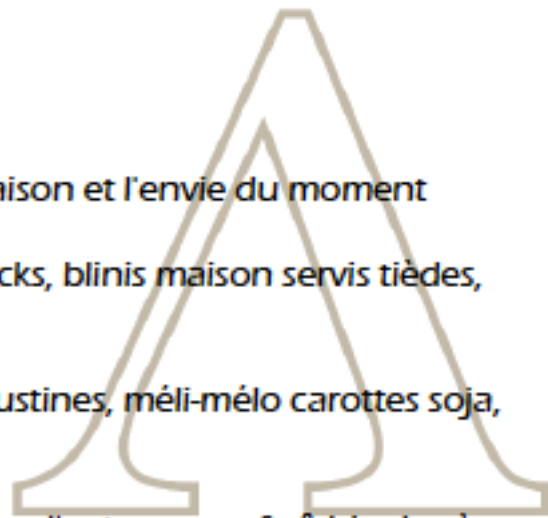 aison et l'envie du moment
cks, blinis maison servis tièdes,
ustines, méli-mélo carottes soja,